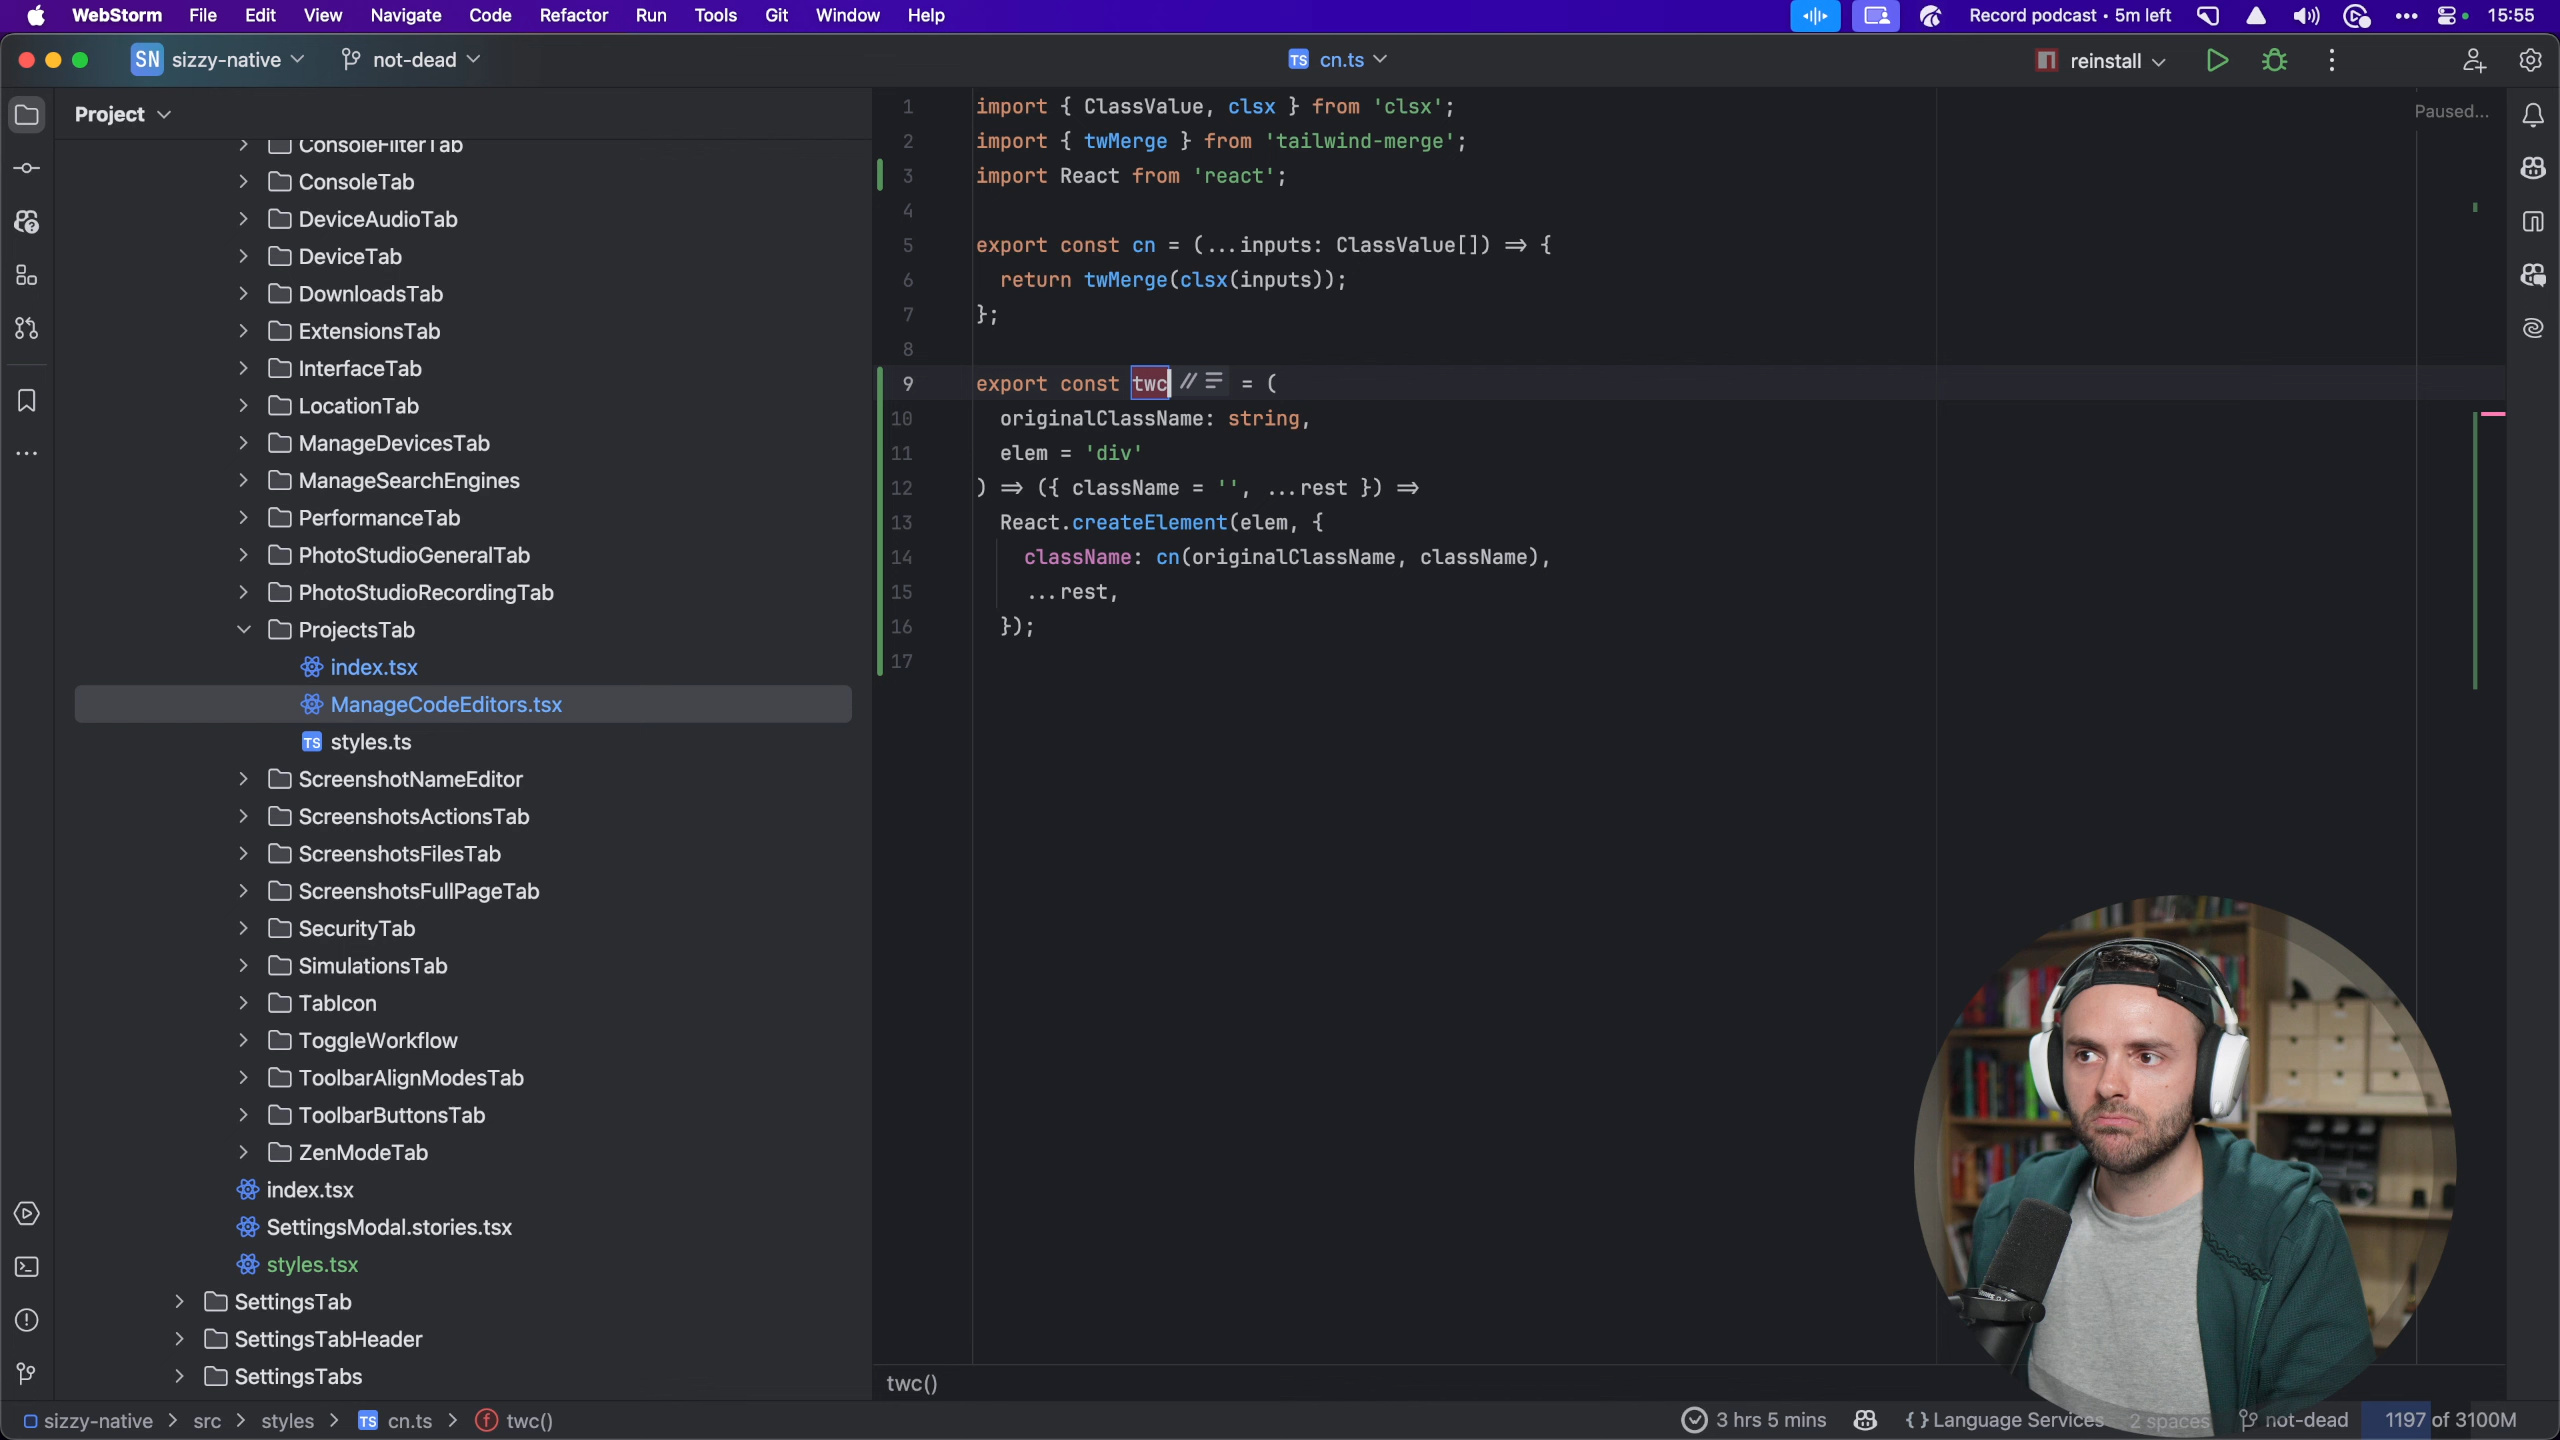 WebStorm File Edit View Navigate Code Refactor Run Tools Git Window Help Record podcast • 5m left 15:55
SN sizzy-native not-dead TS cn.ts reinstall
Project
ConsoleFilterTab
ConsoleTab
DeviceAudioTab
DeviceTab
DownloadsTab
ExtensionsTab
InterfaceTab
LocationTab
ManageDevicesTab
ManageSearchEngines
PerformanceTab
PhotoStudioGeneralTab
PhotoStudioRecordingTab
ProjectsTab
index.tsx
ManageCodeEditors.tsx
TS styles.ts
ScreenshotNameEditor
ScreenshotsActionsTab
ScreenshotsFilesTab
ScreenshotsFullPageTab
SecurityTab
SimulationsTab
TabIcon
ToggleWorkflow
ToolbarAlignModesTab
ToolbarButtonsTab
ZenModeTab
index.tsx
SettingsModal.stories.tsx
styles.tsx
SettingsTab
SettingsTabHeader
SettingsTabs
Paused...
1 import { ClassValue, clsx } from 'clsx';
2 import { twMerge } from 'tailwind-merge';
3 import React from 'react';
4
5 export const cn = (...inputs: ClassValue[]) => {
6 return twMerge(clsx(inputs));
7 };
8
9 export const twc = (
10 originalClassName: string,
11 elem = 'div'
12 ) => ({ className = '', ...rest }) =>
13 React.createElement(elem, {
14 className: cn(originalClassName, className),
15 ...rest,
16 });
17
twc()
sizzy-native > src > styles > TS cn.ts > f twc() 3 hrs 5 mins {} Language Services 2 spaces not-dead 1197 of 3100M